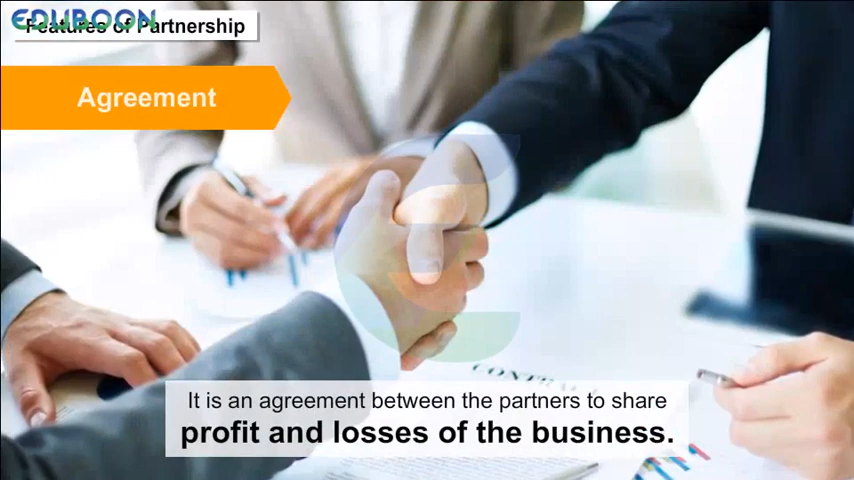 EDUBOON
Features of Partnership
Agreement
CONTRA
It is an agreement between the partners to share
profit and losses of the business.